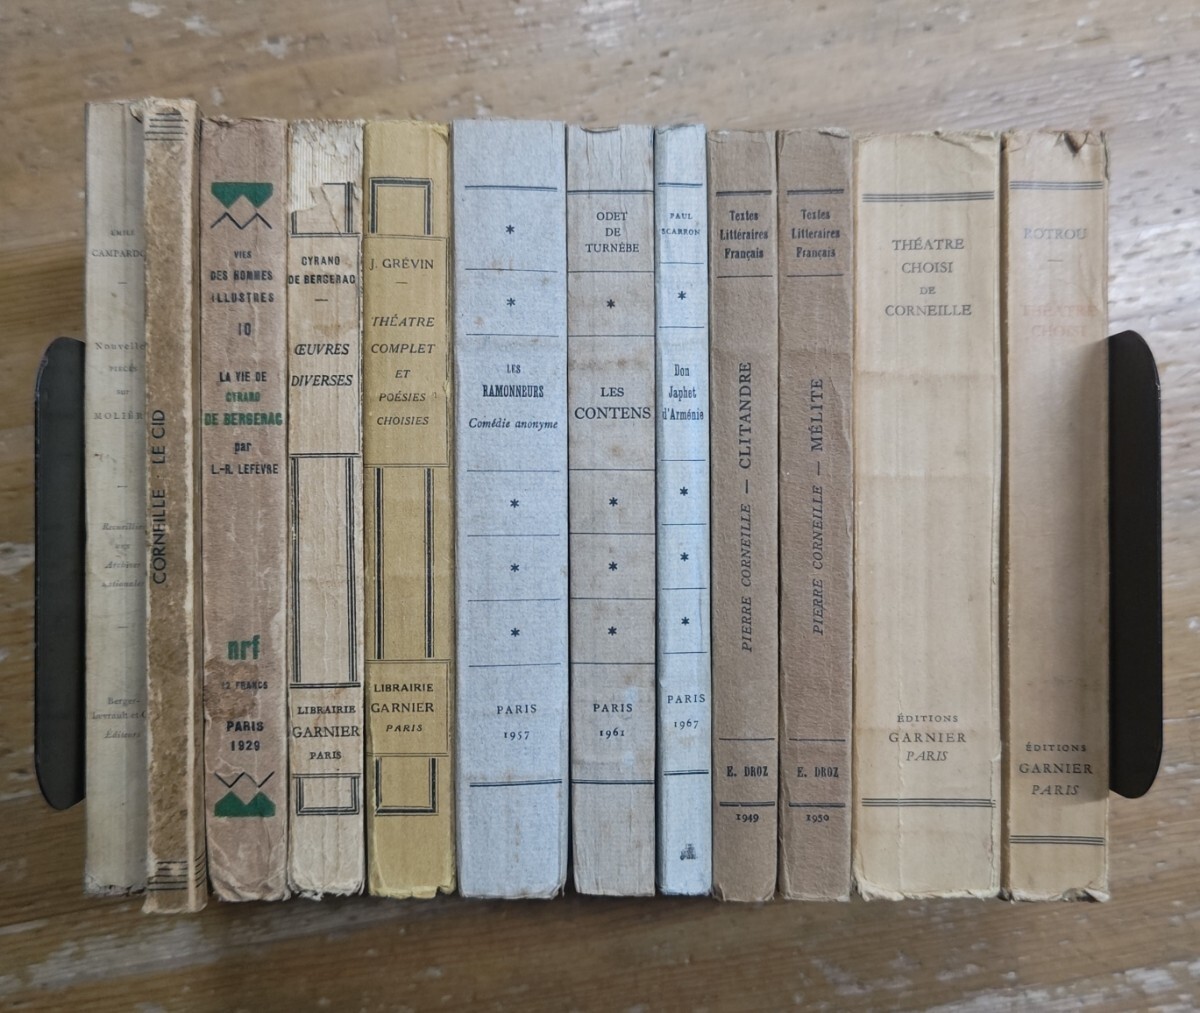 ÉMILE
CAMPARDO
Nouvelle
PIÈCES
sur
MOLIÈR
Recueillies
Archives
nationales
Berger-
Levrault et C
Éditeurs
CORNEILLE · LE CID
VIES
DES HOMMES
ILLUSTRES
10
LA VIE DE
CYRANO
DE BERGERAC
par
L.-R. LEFÈVRE
nrf
12 FRANCS
PARIS
1929
CYRANO
DE BERGERAC
ŒUVRES
DIVERSES
LIBRAIRIE
GARNIER
PARIS
J. GRÉVIN
THÉATRE
COMPLET
ET
POÉSIES
CHOISIES
LIBRAIRIE
GARNIER
PARIS
*
*
LES
RAMONNEURS
Comédie anonyme
*
*
*
PARIS
1957
ODET
DE
TURNÈBE
*
LES
CONTENS
*
*
*
PARIS
1961
PAUL
SCARRON
*
Don
Japhet
d'Arménie
*
*
*
PARIS
1967
Textes
Littéraires
Français
PIERRE CORNEILLE — CLITANDRE
E. DROZ
1949
Textes
Littéraires
Français
PIERRE CORNEILLE — MÉLITE
E. DROZ
1950
THÉATRE
CHOISI
DE
CORNEILLE
ÉDITIONS
GARNIER
PARIS
ROTROU
THÉATRE
CHOISI
ÉDITIONS
GARNIER
PARIS